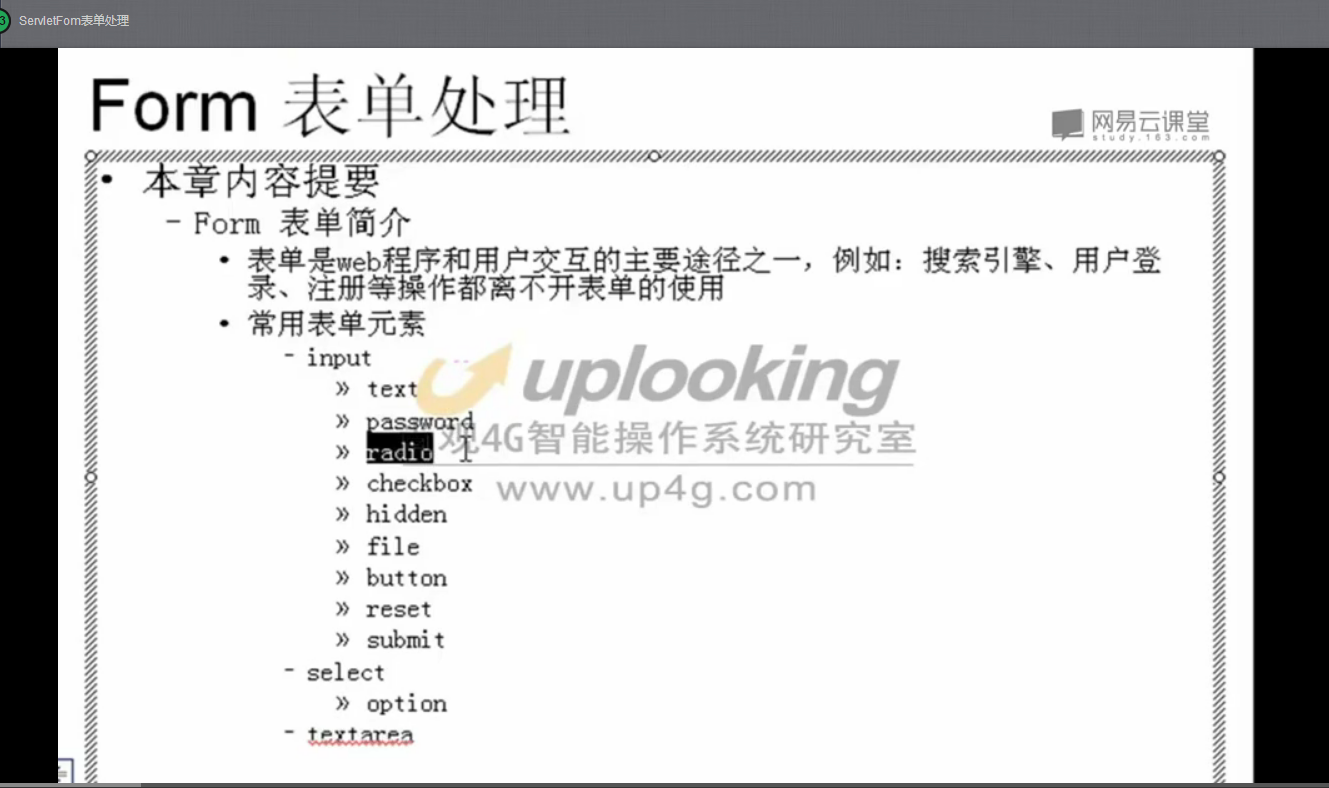 3 ServletForm表单处理
Form 表单处理
网易云课堂
study.163.com
• 本章内容提要
– Form 表单简介
• 表单是web程序和用户交互的主要途径之一，例如：搜索引擎、用户登
录、注册等操作都离不开表单的使用
• 常用表单元素
– input
» text
uplooking
» password
观4G智能操作系统研究室
» radio
» checkbox
www.up4g.com
» hidden
» file
» button
» reset
» submit
– select
» option
– textarea